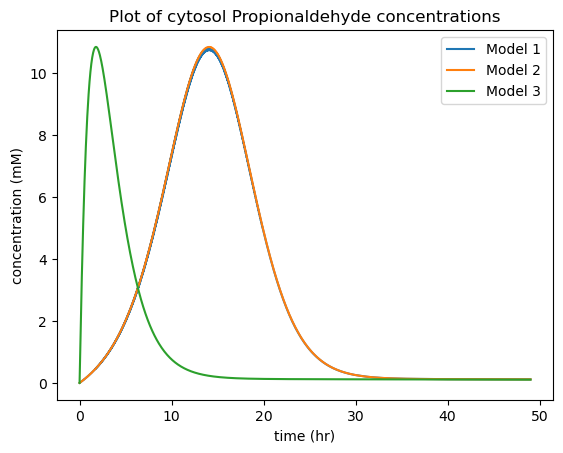 Plot of cytosol Propionaldehyde concentrations
Model 1
Model 2
Model 3
concentration (mM)
10
8
6
4
2
0
0 10 20 30 40 50
time (hr)